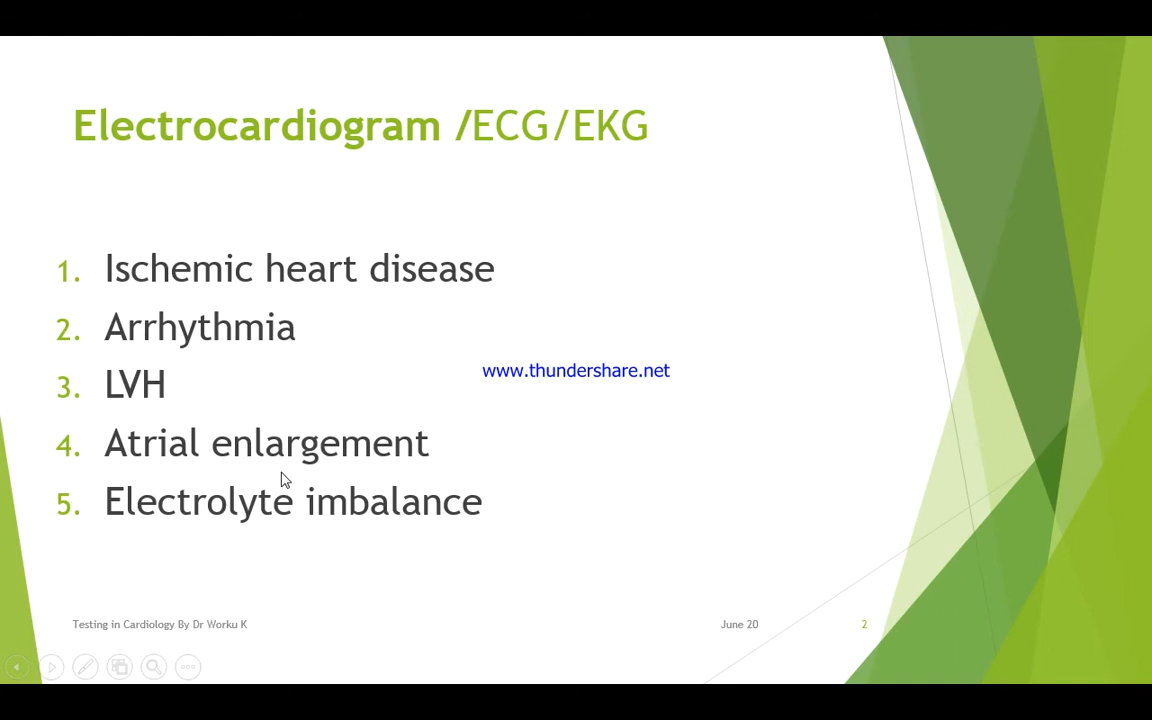 Electrocardiogram /ECG/EKG
1. Ischemic heart disease
2. Arrhythmia
3. LVH
www.thundershare.net
4. Atrial enlargement
5. Electrolyte imbalance
Testing in Cardiology By Dr Worku K
June 20
2